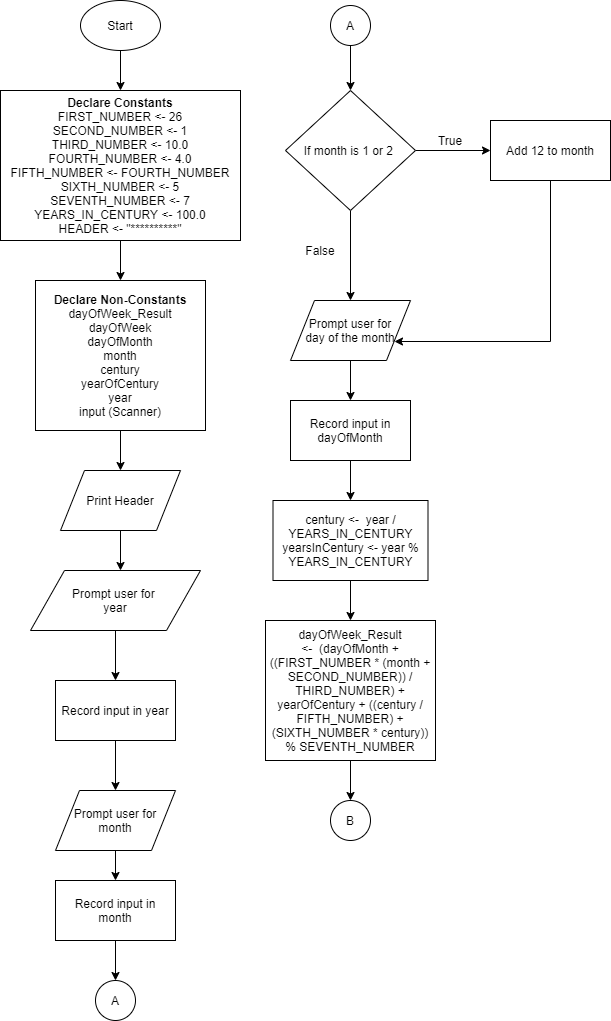 Start
Declare Constants
FIRST_NUMBER <- 26
SECOND_NUMBER <- 1
THIRD_NUMBER <- 10.0
FOURTH_NUMBER <- 4.0
FIFTH_NUMBER <- FOURTH_NUMBER
SIXTH_NUMBER <- 5
SEVENTH_NUMBER <- 7
YEARS_IN_CENTURY <- 100.0
HEADER <- "**********"
Declare Non-Constants
dayOfWeek_Result
dayOfWeek
dayOfMonth
month
century
yearOfCentury
year
input (Scanner)
Print Header
Prompt user for
year
Record input in year
Prompt user for
month
Record input in
month
A
A
If month is 1 or 2
True
Add 12 to month
False
Prompt user for
day of the month
Record input in
dayOfMonth
century <-  year /
YEARS_IN_CENTURY
yearsInCentury <- year %
YEARS_IN_CENTURY
dayOfWeek_Result
<-  (dayOfMonth +
((FIRST_NUMBER * (month +
SECOND_NUMBER)) /
THIRD_NUMBER) +
yearOfCentury + ((century /
FIFTH_NUMBER) +
(SIXTH_NUMBER * century))
% SEVENTH_NUMBER
B